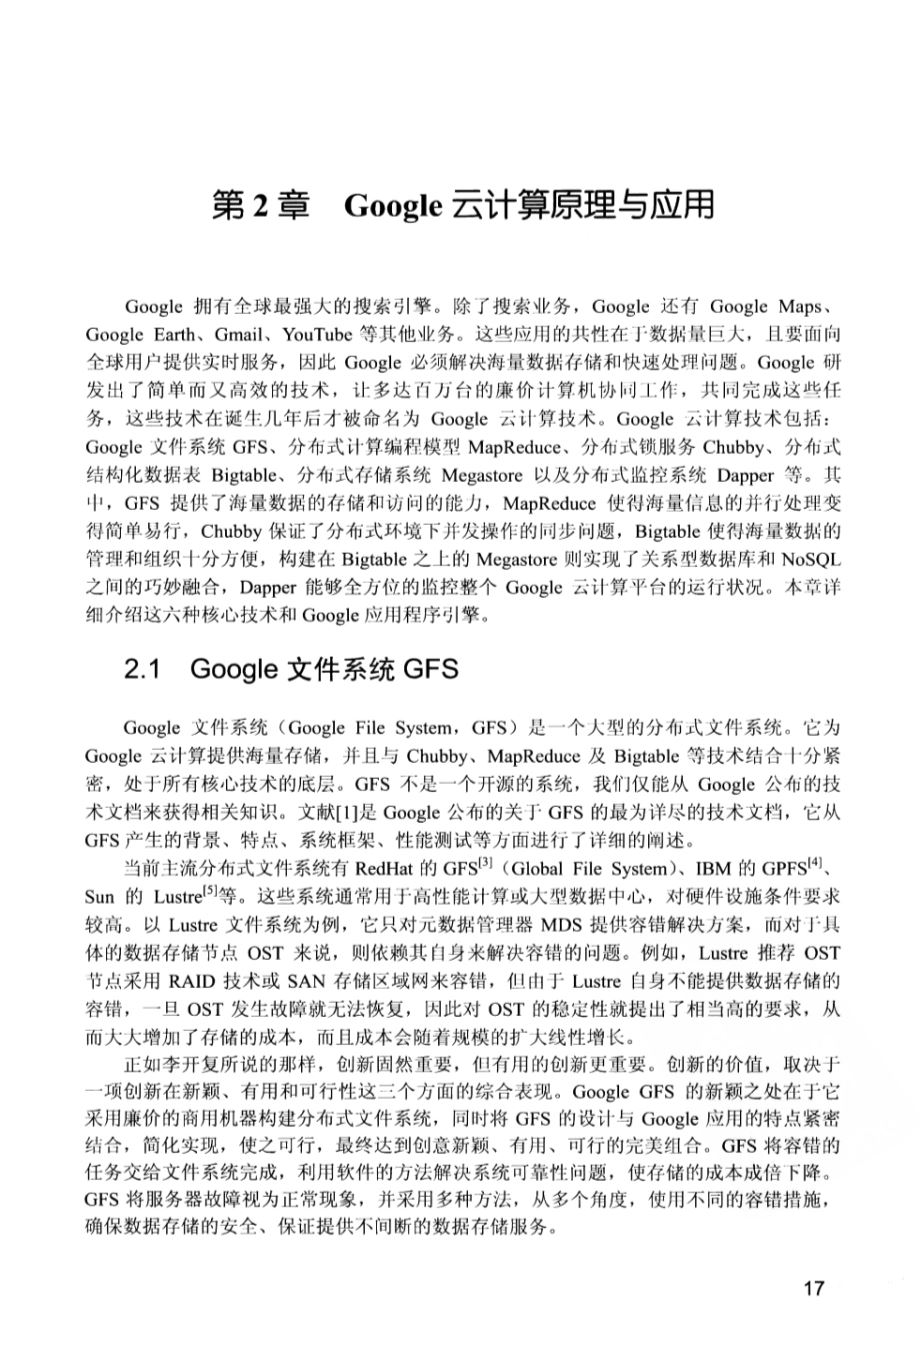 第 2 章 Google 云计算原理与应用
Google 拥有全球最强大的搜索引擎。除了搜索业务，Google 还有 Google Maps、
Google Earth、Gmail、YouTube 等其他业务。这些应用的共性在于数据量巨大，且要面向
全球用户提供实时服务，因此 Google 必须解决海量数据存储和快速处理问题。Google 研
发出了简单而又高效的技术，让多达百万台的廉价计算机协同工作，共同完成这些任
务，这些技术在诞生几年后才被命名为 Google 云计算技术。Google 云计算技术包括：
Google 文件系统 GFS、分布式计算编程模型 MapReduce、分布式锁服务 Chubby、分布式
结构化数据表 Bigtable、分布式存储系统 Megastore 以及分布式监控系统 Dapper 等。其
中，GFS 提供了海量数据的存储和访问的能力，MapReduce 使得海量信息的并行处理变
得简单易行，Chubby 保证了分布式环境下并发操作的同步问题，Bigtable 使得海量数据的
管理和组织十分方便，构建在 Bigtable 之上的 Megastore 则实现了关系型数据库和 NoSQL
之间的巧妙融合，Dapper 能够全方位的监控整个 Google 云计算平台的运行状况。本章详
细介绍这六种核心技术和 Google 应用程序引擎。
2.1 Google 文件系统 GFS
Google 文件系统（Google File System，GFS）是一个大型的分布式文件系统。它为
Google 云计算提供海量存储，并且与 Chubby、MapReduce 及 Bigtable 等技术结合十分紧
密，处于所有核心技术的底层。GFS 不是一个开源的系统，我们仅能从 Google 公布的技
术文档来获得相关知识。文献[1]是 Google 公布的关于 GFS 的最为详尽的技术文档，它从
GFS 产生的背景、特点、系统框架、性能测试等方面进行了详细的阐述。
当前主流分布式文件系统有 RedHat 的 GFS[3]（Global File System）、IBM 的 GPFS[4]、
Sun 的 Lustre[5]等。这些系统通常用于高性能计算或大型数据中心，对硬件设施条件要求
较高。以 Lustre 文件系统为例，它只对元数据管理器 MDS 提供容错解决方案，而对于具
体的数据存储节点 OST 来说，则依赖其自身来解决容错的问题。例如，Lustre 推荐 OST
节点采用 RAID 技术或 SAN 存储区域网来容错，但由于 Lustre 自身不能提供数据存储的
容错，一旦 OST 发生故障就无法恢复，因此对 OST 的稳定性就提出了相当高的要求，从
而大大增加了存储的成本，而且成本会随着规模的扩大线性增长。
正如李开复所说的那样，创新固然重要，但有用的创新更重要。创新的价值，取决于
一项创新在新颖、有用和可行性这三个方面的综合表现。Google GFS 的新颖之处在于它
采用廉价的商用机器构建分布式文件系统，同时将 GFS 的设计与 Google 应用的特点紧密
结合，简化实现，使之可行，最终达到创意新颖、有用、可行的完美组合。GFS 将容错的
任务交给文件系统完成，利用软件的方法解决系统可靠性问题，使存储的成本成倍下降。
GFS 将服务器故障视为正常现象，并采用多种方法，从多个角度，使用不同的容错措施，
确保数据存储的安全、保证提供不间断的数据存储服务。
17